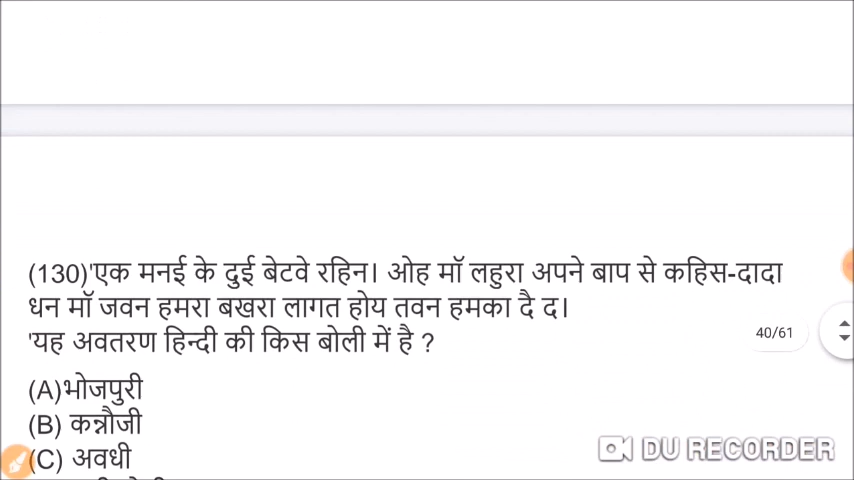 (130)'एक मनई के दुई बेटवे रहिन। ओह मॉ लहुरा अपने बाप से कहिस-दादा
धन मॉ जवन हमरा बखरा लागत होय तवन हमका दै द।
'यह अवतरण हिन्दी की किस बोली में है ?
40/61
(A)भोजपुरी
(B) कन्नौजी
(C) अवधी
DU RECORDER